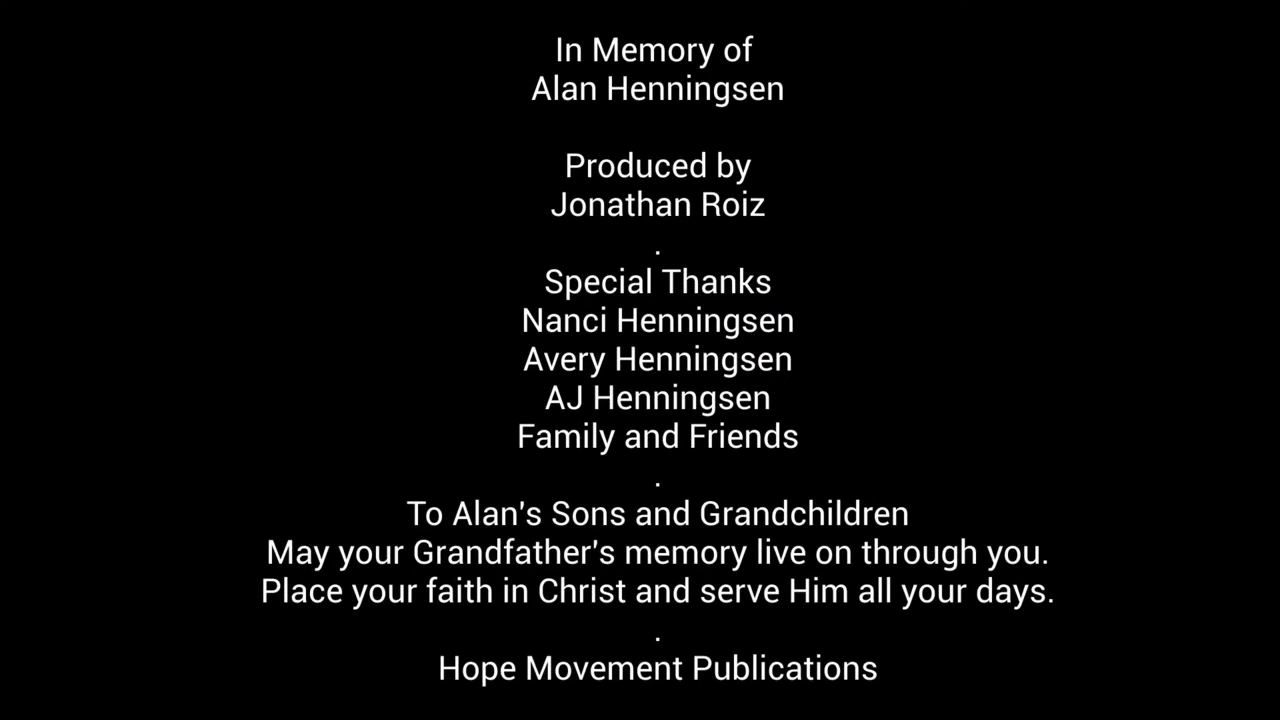 In Memory of
Alan Henningsen
Produced by
Jonathan Roiz
.
Special Thanks
Nanci Henningsen
Avery Henningsen
AJ Henningsen
Family and Friends
.
To Alan's Sons and Grandchildren
May your Grandfather's memory live on through you.
Place your faith in Christ and serve Him all your days.
.
Hope Movement Publications